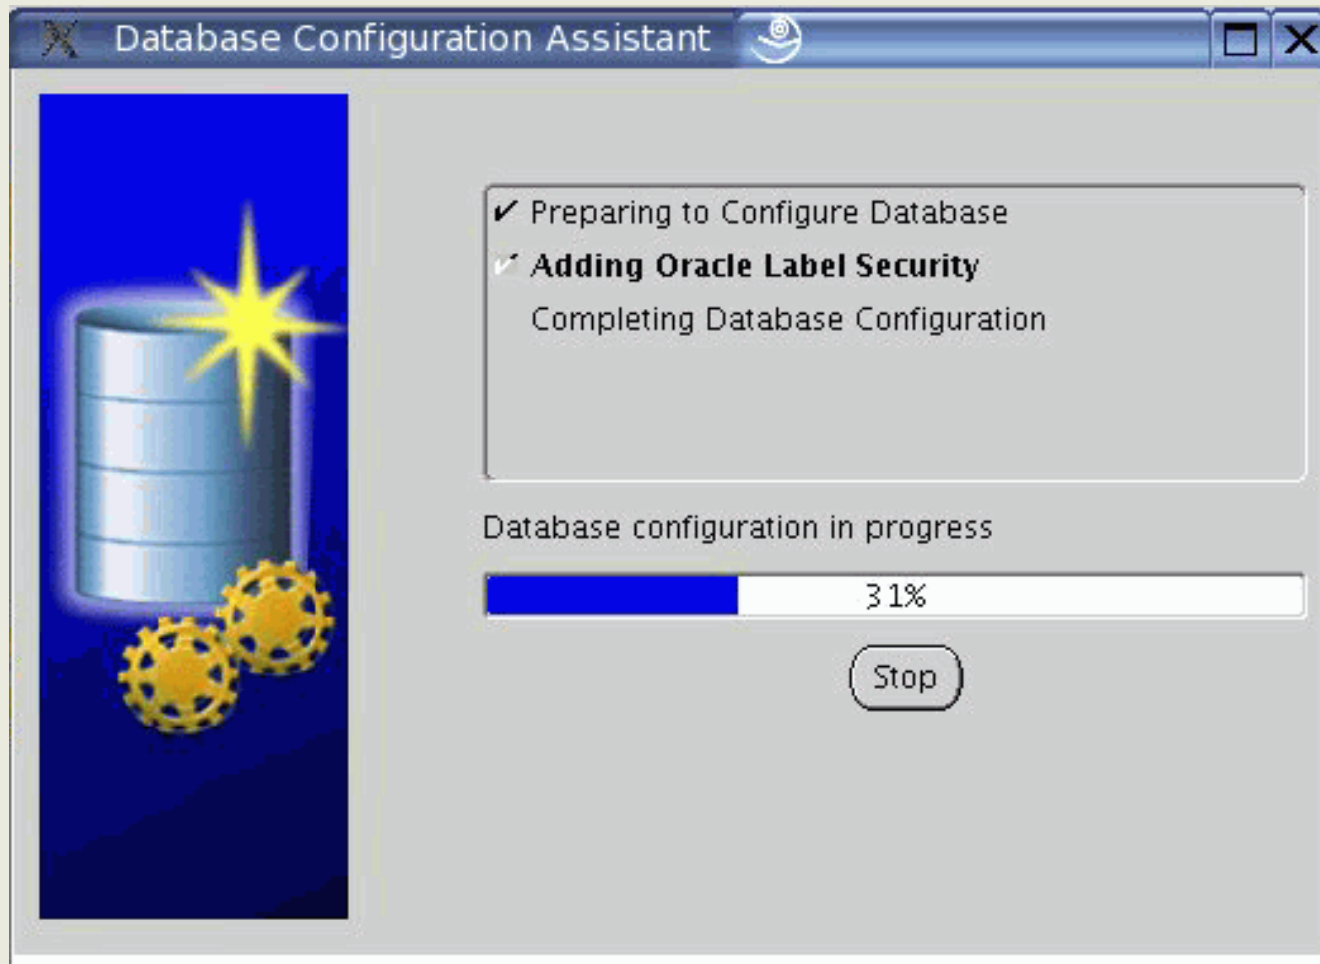 Database Configuration Assistant
Preparing to Configure Database
Adding Oracle Label Security
Completing Database Configuration
Database configuration in progress
31%
Stop